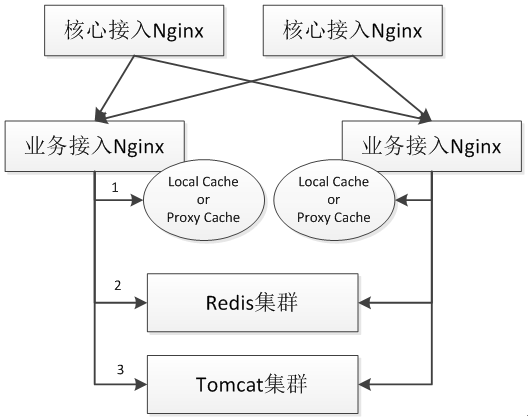 核心接入Nginx
核心接入Nginx
业务接入Nginx
业务接入Nginx
1
Local Cache
or
Proxy Cache
Local Cache
or
Proxy Cache
2
Redis集群
3
Tomcat集群